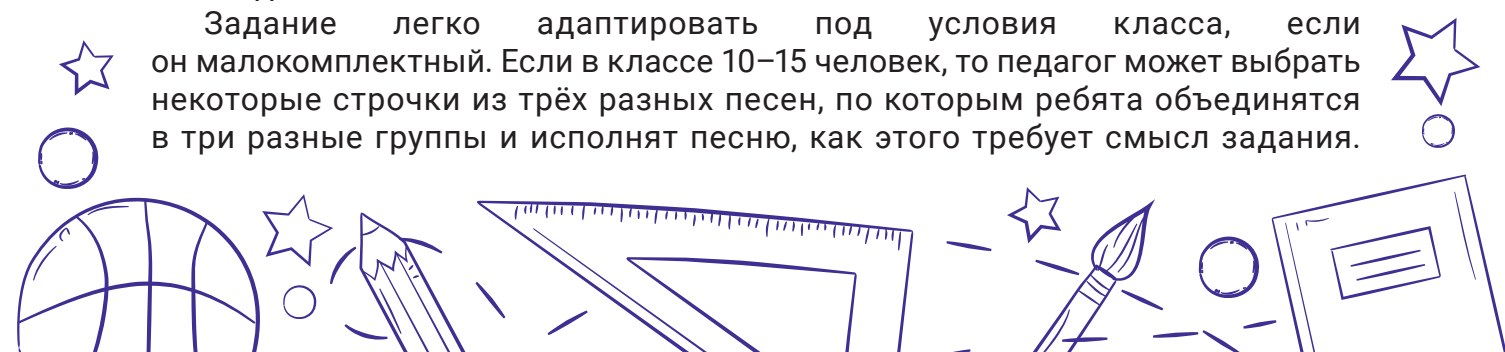 Задание легко адаптировать под условия класса, если
он малокомплектный. Если в классе 10–15 человек, то педагог может выбрать
некоторые строчки из трёх разных песен, по которым ребята объединятся
в три разные группы и исполнят песню, как этого требует смысл задания.